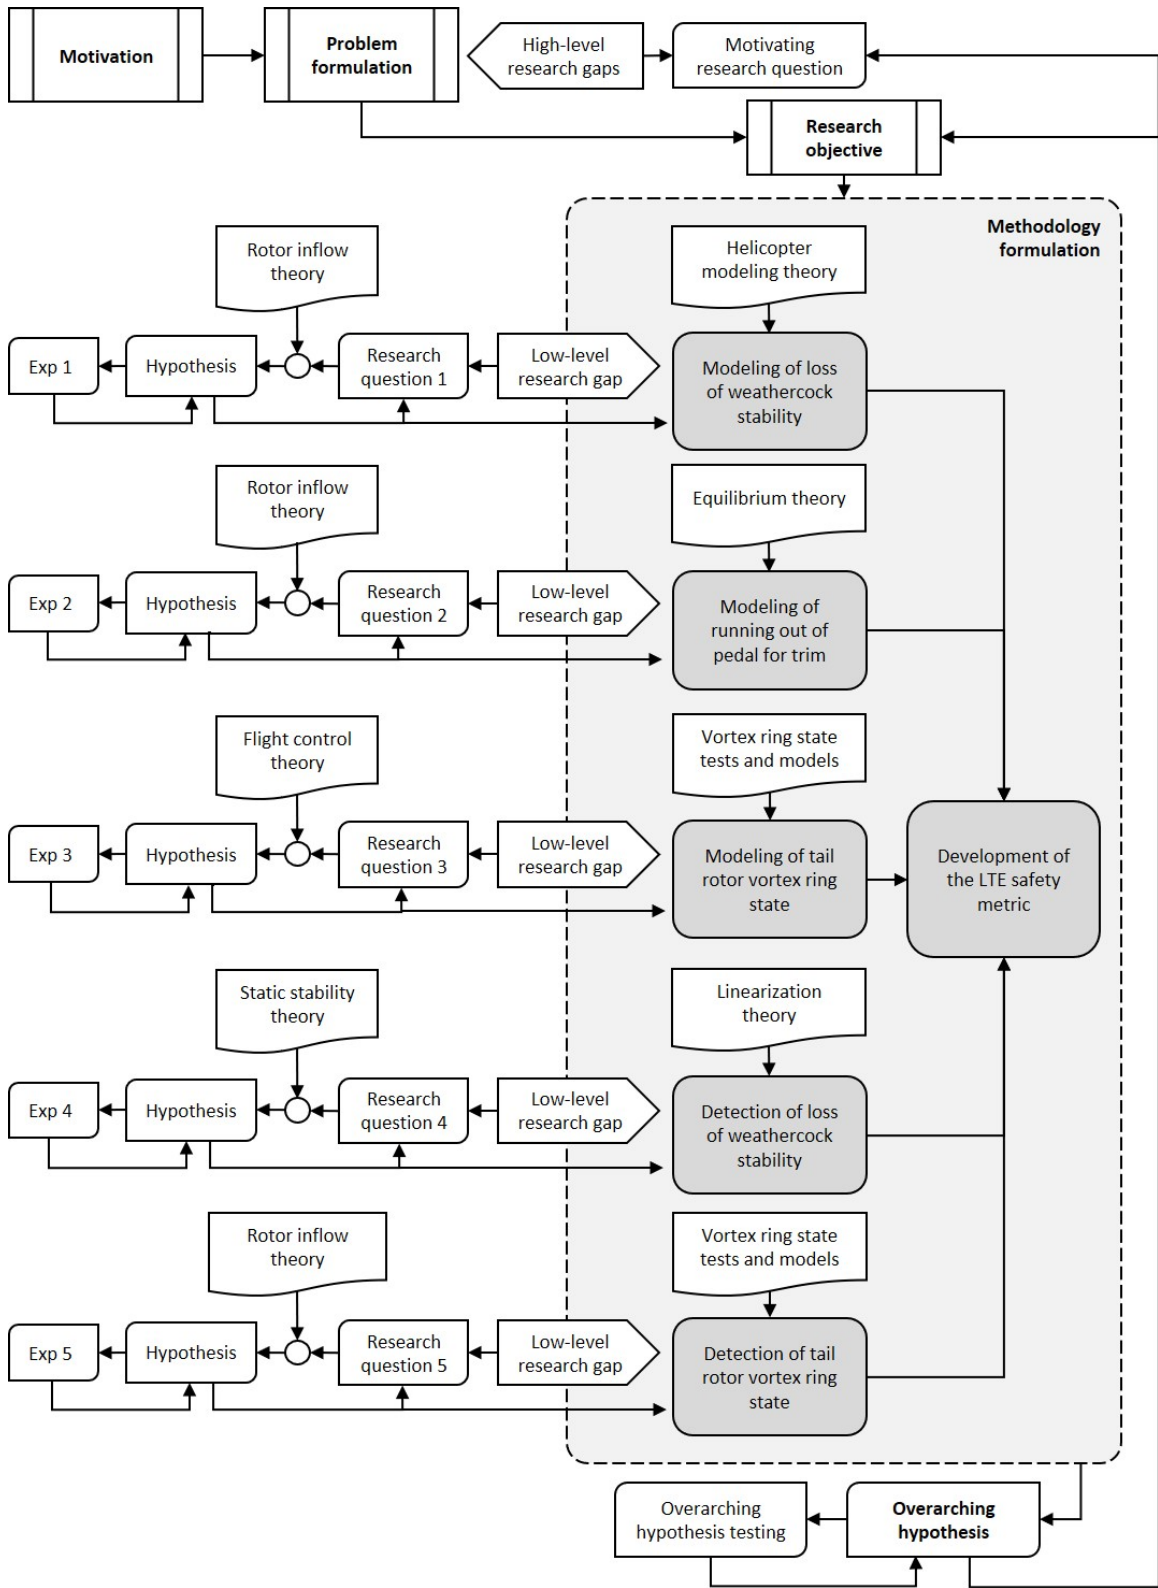 Motivation
Problem
formulation
High-level
research gaps
Motivating
research question
Research
objective
Methodology
formulation
Rotor inflow
theory
Helicopter
modeling theory
Exp 1
Hypothesis
Research
question 1
Low-level
research gap
Modeling of loss
of weathercock
stability
Rotor inflow
theory
Equilibrium theory
Exp 2
Hypothesis
Research
question 2
Low-level
research gap
Modeling of
running out of
pedal for trim
Flight control
theory
Vortex ring state
tests and models
Exp 3
Hypothesis
Research
question 3
Low-level
research gap
Modeling of tail
rotor vortex ring
state
Development of
the LTE safety
metric
Static stability
theory
Linearization
theory
Exp 4
Hypothesis
Research
question 4
Low-level
research gap
Detection of loss
of weathercock
stability
Rotor inflow
theory
Vortex ring state
tests and models
Exp 5
Hypothesis
Research
question 5
Low-level
research gap
Detection of tail
rotor vortex ring
state
Overarching
hypothesis testing
Overarching
hypothesis